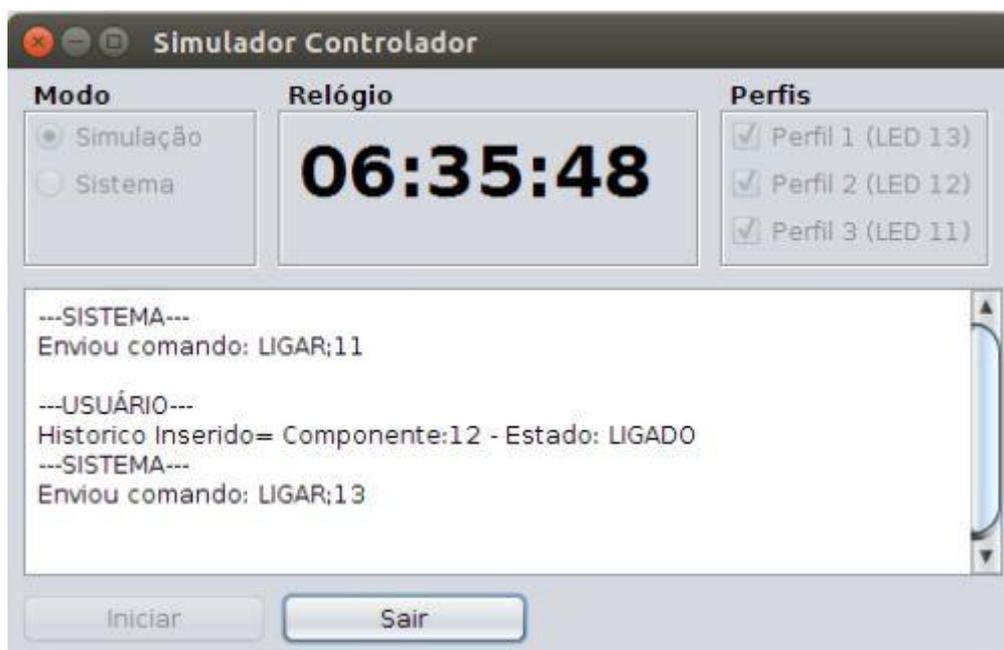 Simulador Controlador
Modo
Simulação
Sistema
Relógio
06:35:48
Perfis
Perfil 1 (LED 13)
Perfil 2 (LED 12)
Perfil 3 (LED 11)
---SISTEMA---
Enviou comando: LIGAR;11
---USUÁRIO---
Historico Inserido= Componente:12 - Estado: LIGADO
---SISTEMA---
Enviou comando: LIGAR;13
Iniciar
Sair